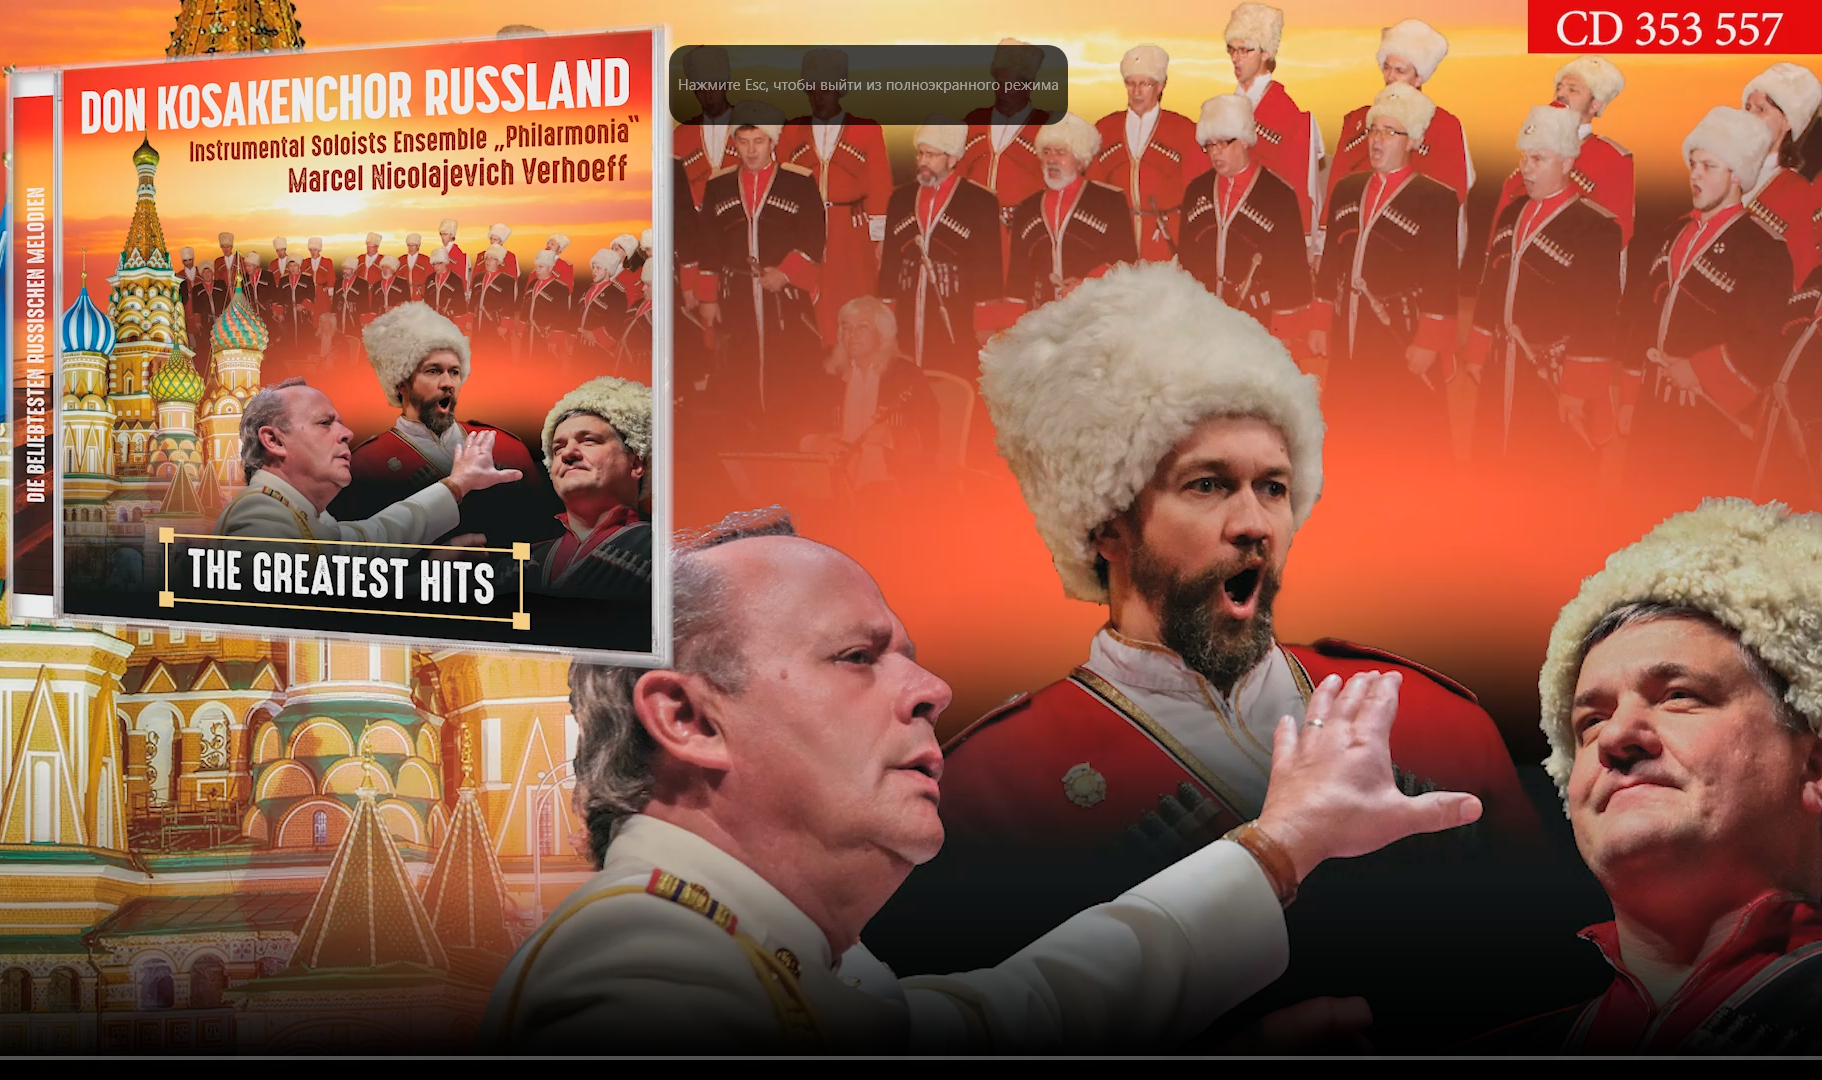 CD 353 557
Нажмите Esc, чтобы выйти из полноэкранного режима
DON KOSAKENCHOR RUSSLAND
Instrumental Soloists Ensemble „Philarmonia“
Marcel Nicolajevich Verhoeff
DIE BELIEBTESTEN RUSSISCHEN MELODIEN
THE GREATEST HITS